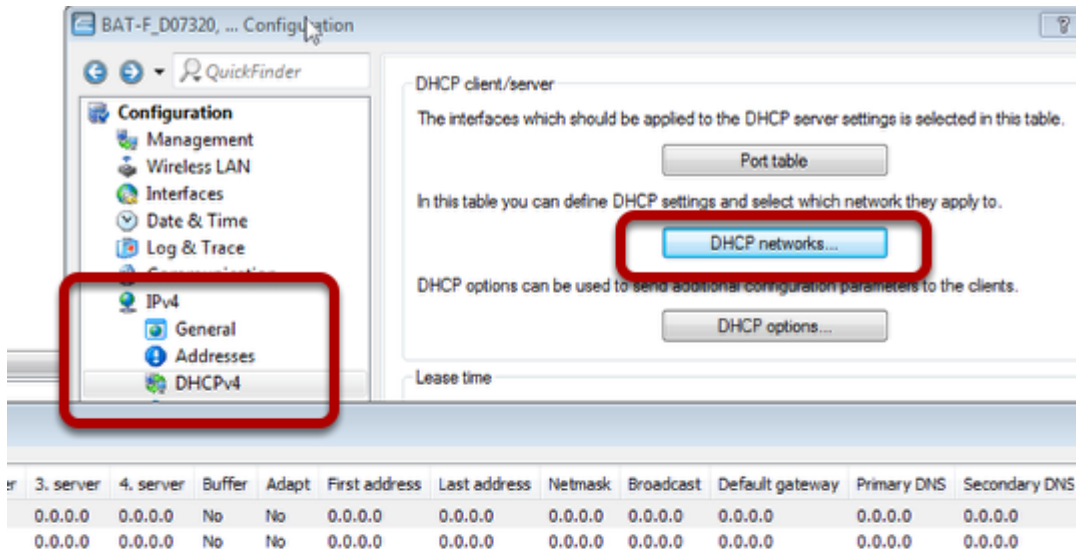 BAT-F_D07320, ... Configuration
QuickFinder
Configuration
Management
Wireless LAN
Interfaces
Date & Time
Log & Trace
IPv4
General
Addresses
DHCPv4
DHCP client/server
The interfaces which should be applied to the DHCP server settings is selected in this table.
Port table
In this table you can define DHCP settings and select which network they apply to.
DHCP networks...
DHCP options can be used to send additional configuration parameters to the clients.
DHCP options...
Lease time
3. server 4. server Buffer Adapt First address Last address Netmask Broadcast Default gateway Primary DNS Secondary DNS
0.0.0.0 0.0.0.0 No No 0.0.0.0 0.0.0.0 0.0.0.0 0.0.0.0 0.0.0.0 0.0.0.0 0.0.0.0
0.0.0.0 0.0.0.0 No No 0.0.0.0 0.0.0.0 0.0.0.0 0.0.0.0 0.0.0.0 0.0.0.0 0.0.0.0